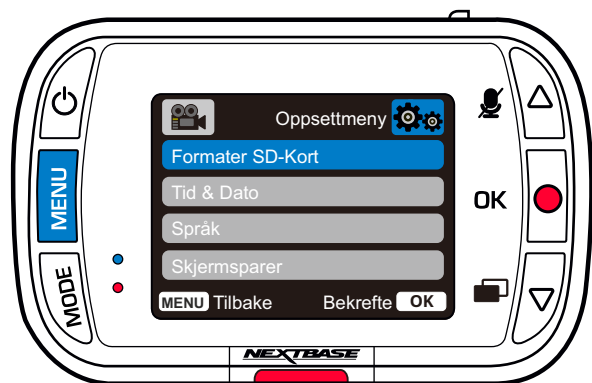 Oppsettmeny
Formater SD-Kort
Tid & Dato
Språk
Skjermsparer
MENU Tilbake Bekrefte OK
MENU
MODE
OK
NEXTBASE